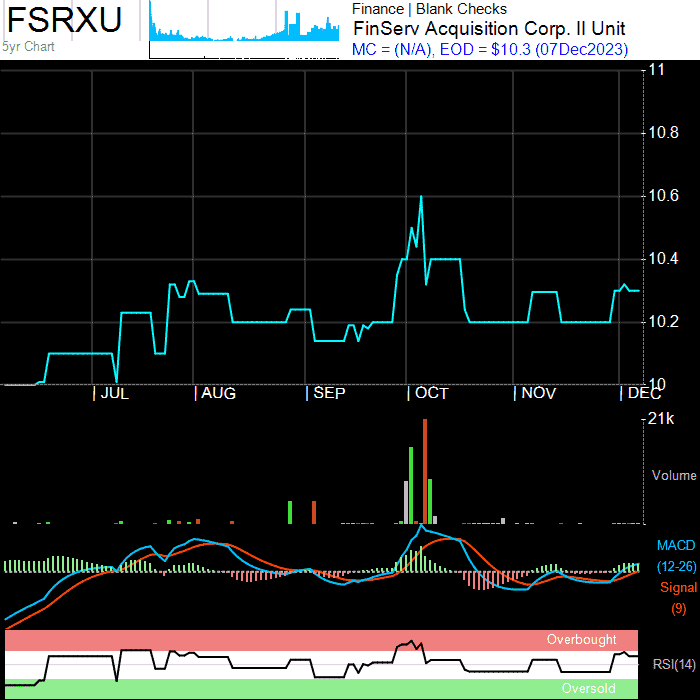 FSRXU
5yr Chart
Finance | Blank Checks
FinServ Acquisition Corp. II Unit
MC = (N/A), EOD = $10.3 (07Dec2023)
11
10.8
10.6
10.4
10.2
10
| JUL | AUG | SEP | OCT | NOV | DEC
21k
Volume
MACD
(12-26)
Signal
(9)
Overbought
RSI(14)
Oversold